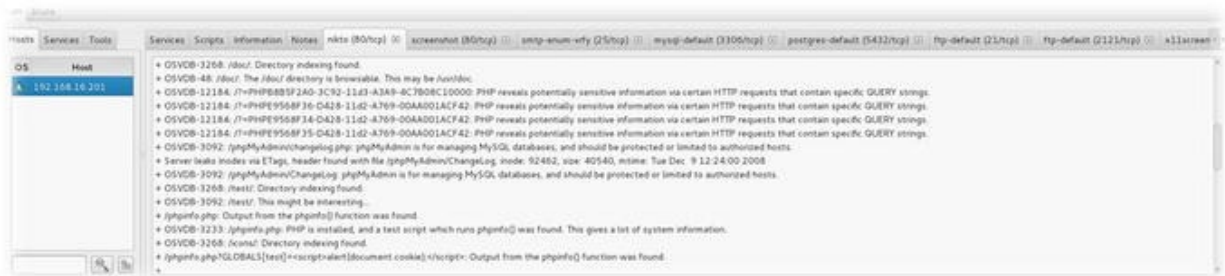 Brute
Hosts Services Tools
Services Scripts Information Notes nikto (80/tcp) screenshot (80/tcp) smtp-enum-vrfy (25/tcp) mysql-default (3306/tcp) postgres-default (5432/tcp) ftp-default (21/tcp) ftp-default (2121/tcp) x11screen
OS Host
192.168.16.201
+ OSVDB-3268: /doc/: Directory indexing found.
+ OSVDB-48: /doc/: The /doc/ directory is browsable. This may be /usr/doc.
+ OSVDB-12184: /?=PHPB8B5F2A0-3C92-11d3-A3A9-4C7B08C10000: PHP reveals potentially sensitive information via certain HTTP requests that contain specific QUERY strings.
+ OSVDB-12184: /?=PHPE9568F36-D428-11d2-A769-00AA001ACF42: PHP reveals potentially sensitive information via certain HTTP requests that contain specific QUERY strings.
+ OSVDB-12184: /?=PHPE9568F34-D428-11d2-A769-00AA001ACF42: PHP reveals potentially sensitive information via certain HTTP requests that contain specific QUERY strings.
+ OSVDB-12184: /?=PHPE9568F35-D428-11d2-A769-00AA001ACF42: PHP reveals potentially sensitive information via certain HTTP requests that contain specific QUERY strings.
+ OSVDB-3092: /phpMyAdmin/changelog.php: phpMyAdmin is for managing MySQL databases, and should be protected or limited to authorized hosts.
+ Server leaks inodes via ETags, header found with file /phpMyAdmin/ChangeLog, inode: 92462, size: 40540, mtime: Tue Dec 9 12:24:00 2008
+ OSVDB-3092: /phpMyAdmin/ChangeLog: phpMyAdmin is for managing MySQL databases, and should be protected or limited to authorized hosts.
+ OSVDB-3268: /test/: Directory indexing found.
+ OSVDB-3092: /test/: This might be interesting...
+ /phpinfo.php: Output from the phpinfo() function was found.
+ OSVDB-3233: /phpinfo.php: PHP is installed, and a test script which runs phpinfo() was found. This gives a lot of system information.
+ OSVDB-3268: /icons/: Directory indexing found.
+ /phpinfo.php?GLOBALS[test]=<script>alert(document.cookie);</script>: Output from the phpinfo() function was found.
+